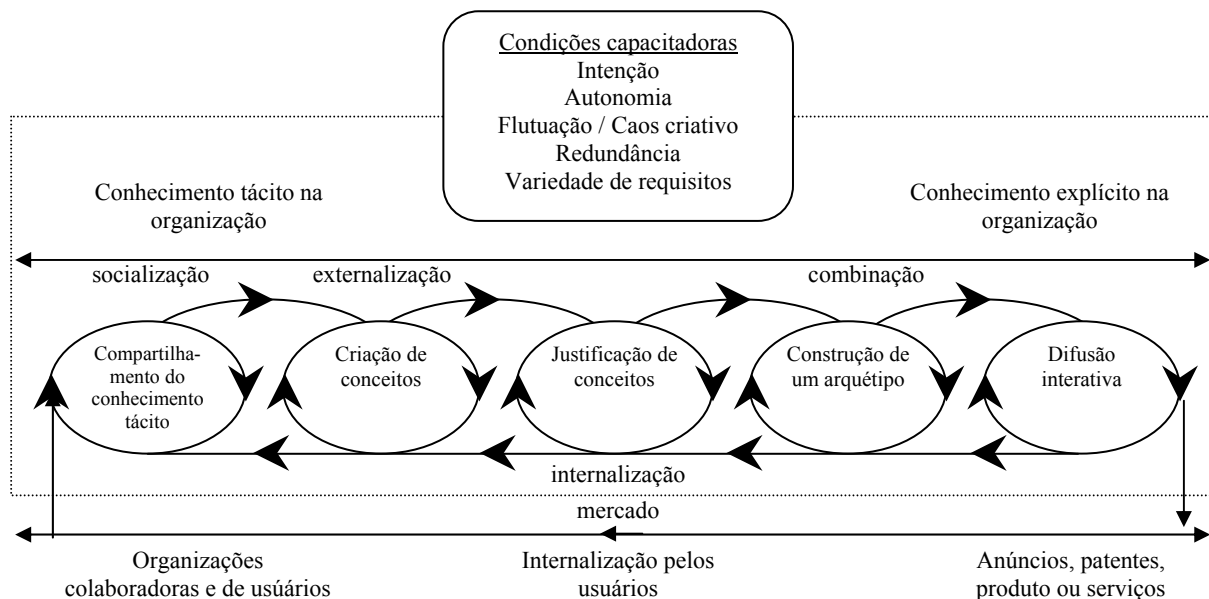 Condições capacitadoras
Intenção
Autonomia
Flutuação / Caos criativo
Redundância
Variedade de requisitos
Conhecimento tácito na
organização
Conhecimento explícito na
organização
socialização
externalização
combinação
Compartilha-
mento do
conhecimento
tácito
Criação de
conceitos
Justificação de
conceitos
Construção de
um arquétipo
Difusão
interativa
internalização
mercado
Organizações
colaboradoras e de usúários
Internalização pelos
usuários
Anúncios, patentes,
produto ou serviços